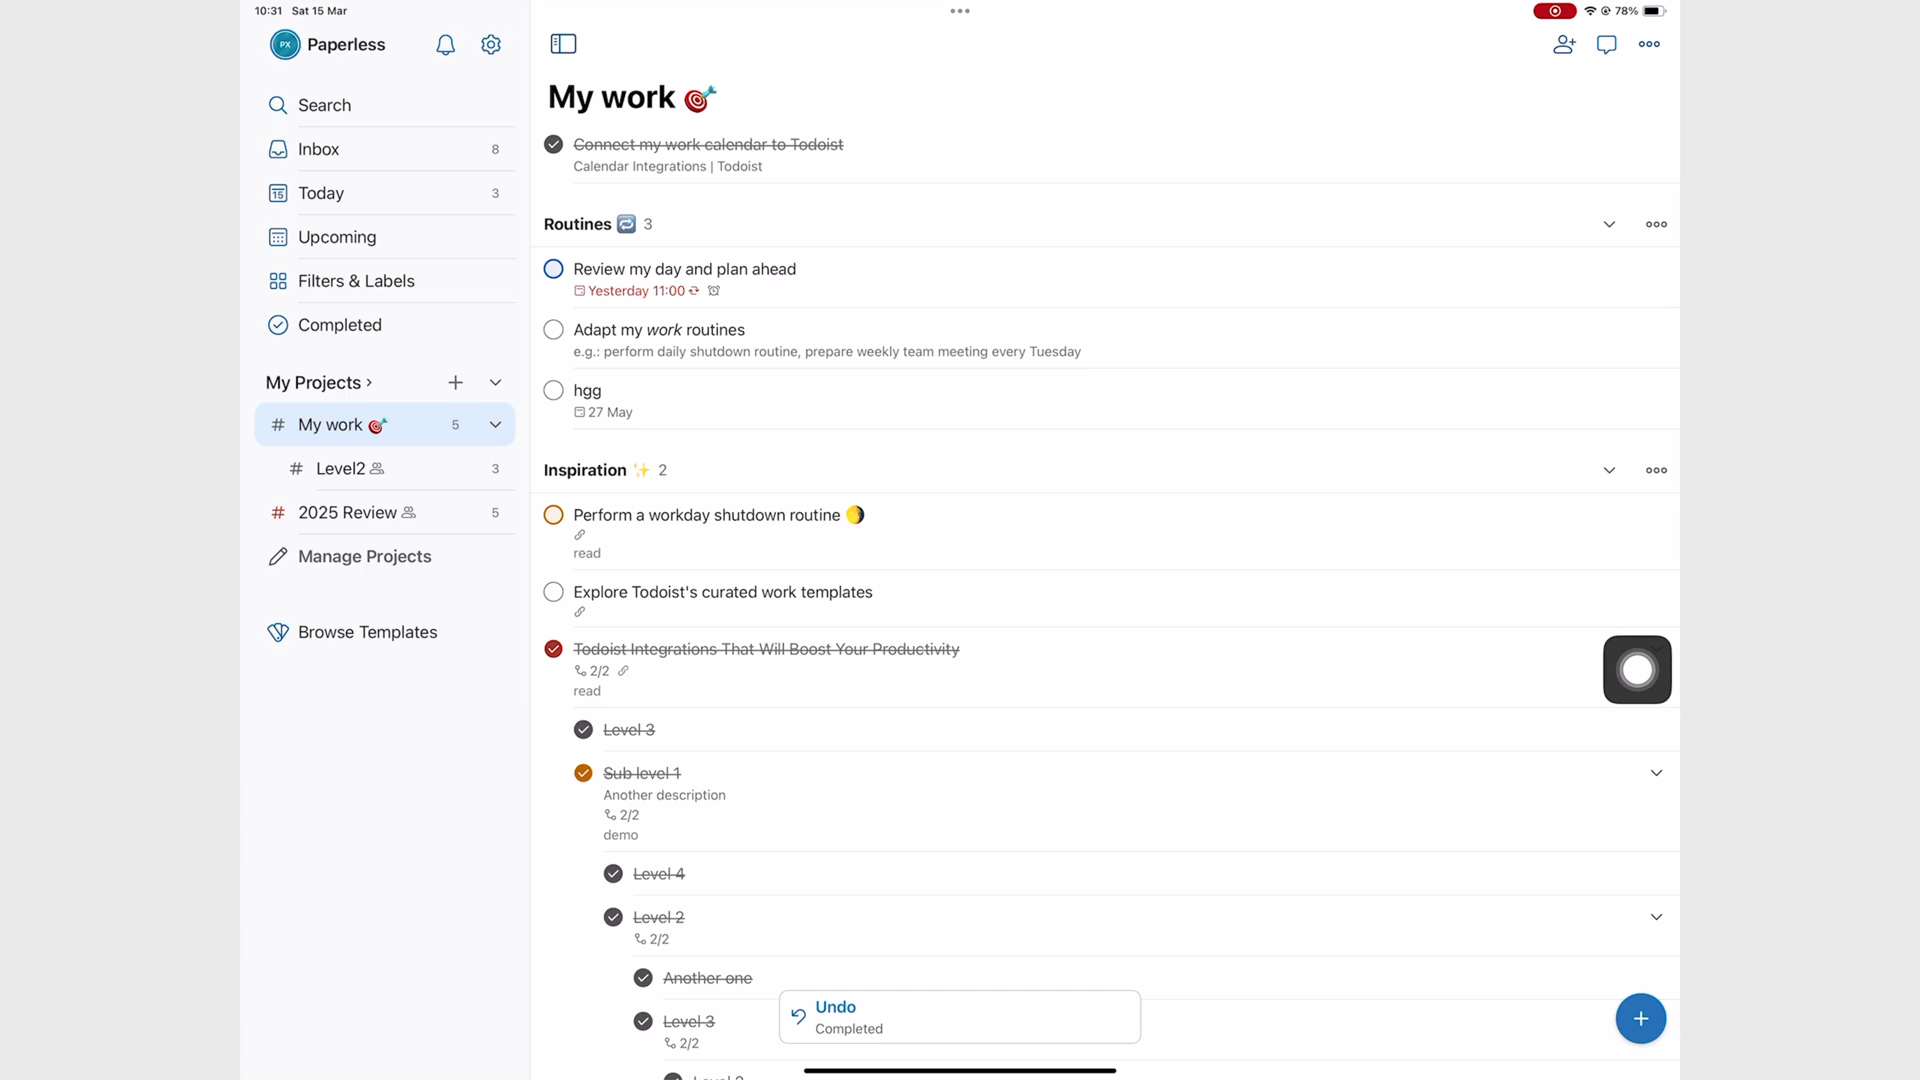 10:31 Sat 15 Mar
78%
PX Paperless
Search
Inbox 8
15 Today 3
Upcoming
Filters & Labels
Completed
My Projects
# My work 🎯 5
# Level2 3
# 2025 Review 5
Manage Projects
Browse Templates
My work 🎯
Connect my work calendar to Todoist
Calendar Integrations | Todoist
Routines 🔁 3
Review my day and plan ahead
Yesterday 11:00
Adapt my work routines
e.g.: perform daily shutdown routine, prepare weekly team meeting every Tuesday
hgg
27 May
Inspiration ✨ 2
Perform a workday shutdown routine 🌖
read
Explore Todoist's curated work templates
Todoist Integrations That Will Boost Your Productivity
2/2
read
Level 3
Sub level 1
Another description
2/2
demo
Level 4
Level 2
2/2
Another one
Level 3
2/2
Undo
Completed